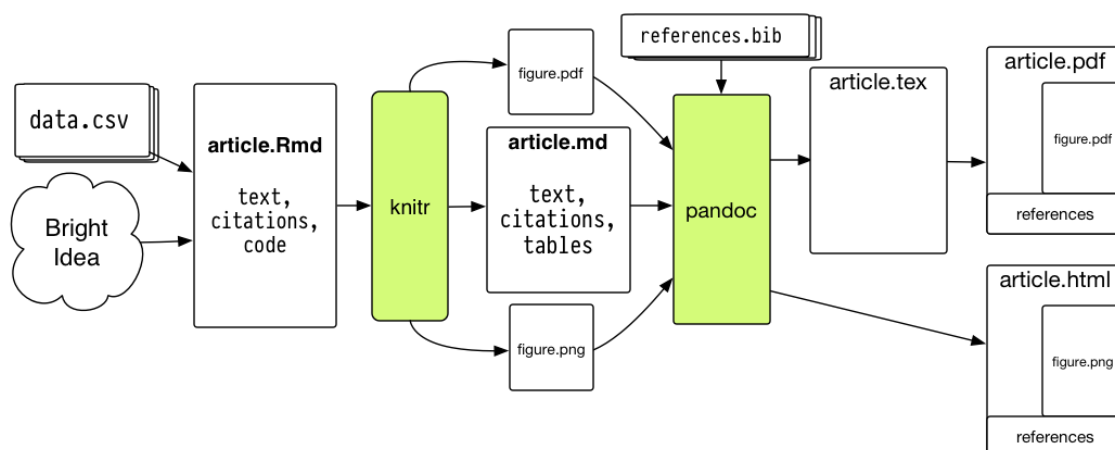 data.csv
Bright
Idea
article.Rmd
text,
citations,
code
knitr
figure.pdf
article.md
text,
citations,
tables
figure.png
references.bib
pandoc
article.tex
article.pdf
figure.pdf
references
article.html
figure.png
references